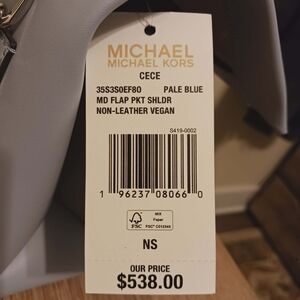 MICHAEL
MICHAEL KORS
CECE
35S3S0EF8O PALE BLUE
MD FLAP PKT SHLDR
NON-LEATHER VEGAN
S419-0002
1 96237 08066 0
FSC
MIX
Paper
NS
OUR PRICE
$538.00